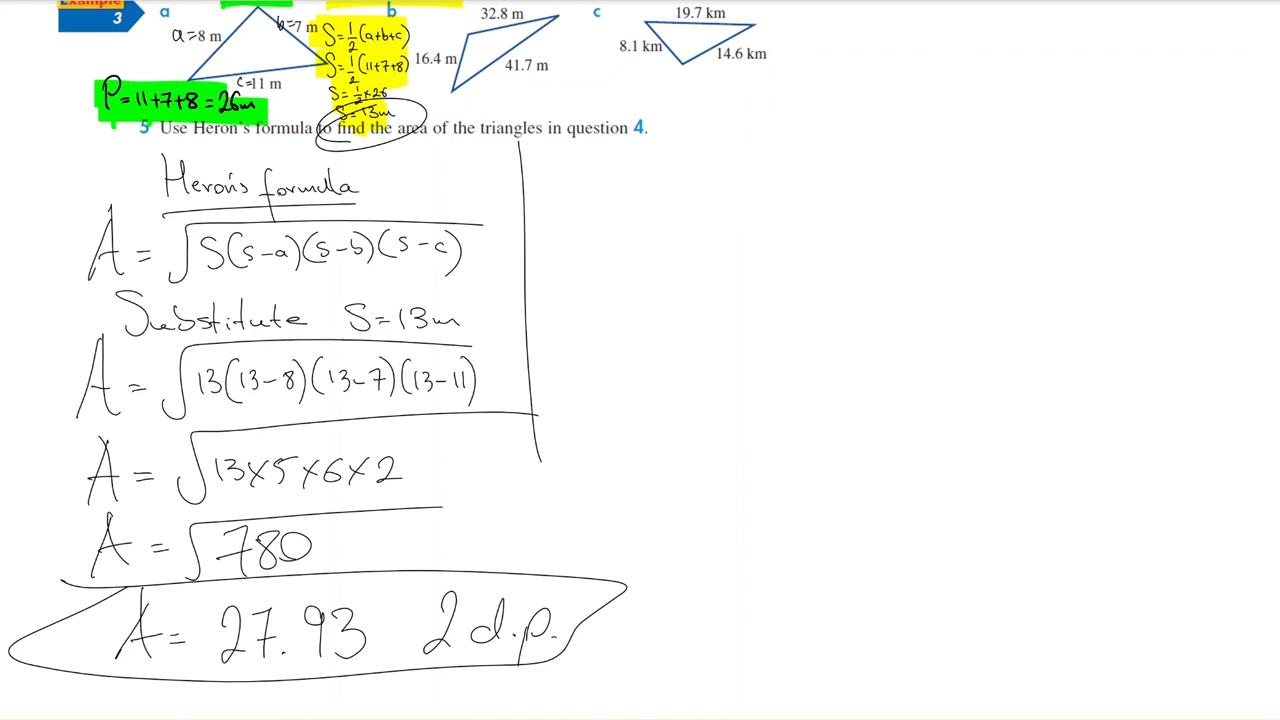 Example
3
a
a=8 m
b=7 m
c=11 m
P=11+7+8=26m
S=1/2(a+b+c)
S=1/2(11+7+8)
S=1/2×26
S=13m
b
32.8 m
16.4 m
41.7 m
c
19.7 km
8.1 km
14.6 km
5 Use Heron's formula to find the area of the triangles in question 4.
Heron's formula
A = √S(s-a)(s-b)(s-c)
Substitute S=13m
A = √13(13-8)(13-7)(13-11)
A = √13×5×6×2
A = √780
A = 27.93 2 d.p.